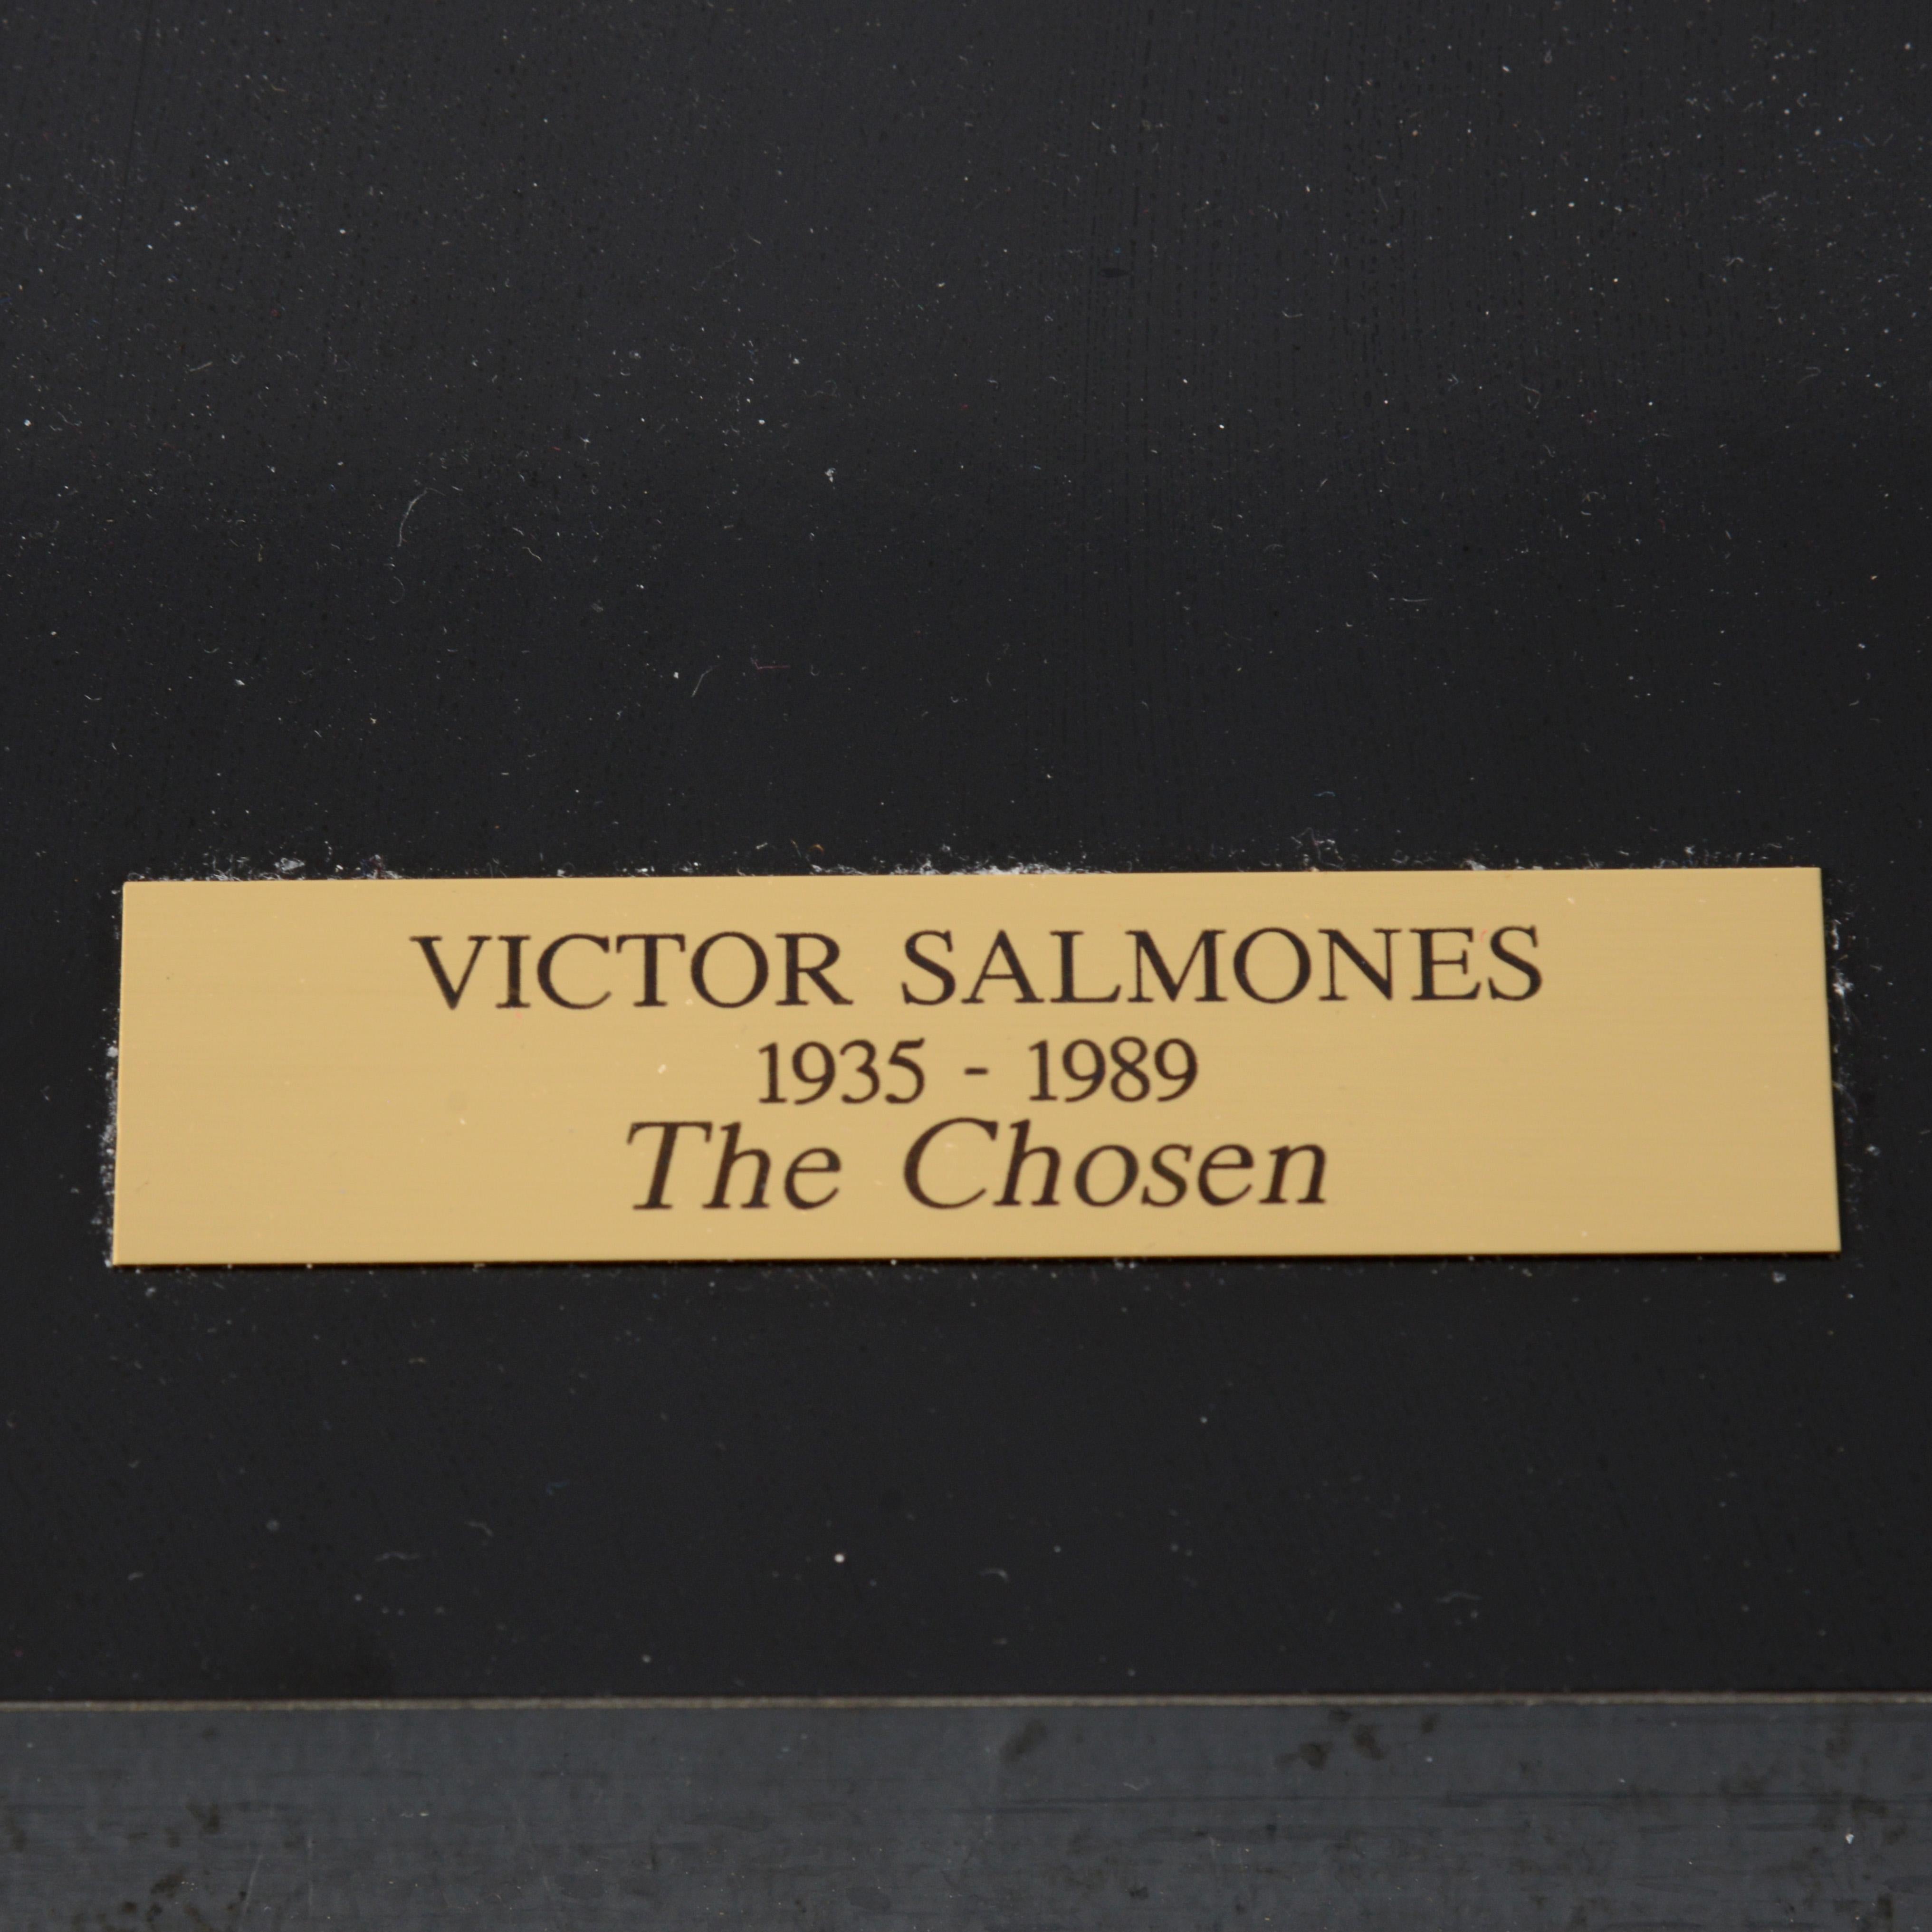 VICTOR SALMONES
1935 - 1989
The Chosen